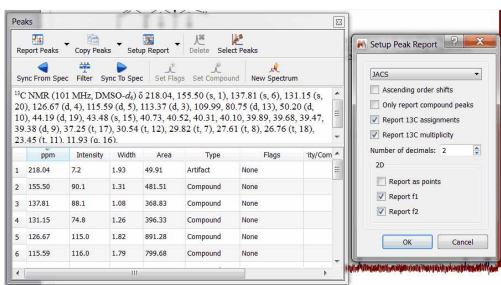 Peaks
Report Peaks Copy Peaks Setup Report Delete Select Peaks
Sync From Spec Filter Sync To Spec Set Flags Set Compound New Spectrum
¹³C NMR (101 MHz, DMSO-d₆) δ 218.04, 155.50 (s, 1), 137.81 (s, 6), 131.15 (s,
20), 126.67 (d, 4), 115.59 (d, 5), 113.37 (d, 3), 109.99, 80.75 (d, 13), 50.20 (d,
10), 44.19 (d, 19), 43.48 (s, 15), 40.73, 40.52, 40.31, 40.10, 39.89, 39.68, 39.47,
39.38 (d, 9), 37.25 (t, 17), 30.54 (t, 12), 29.82 (t, 7), 27.61 (t, 8), 26.76 (t, 18),
23.45 (t, 11), 11.93 (q, 16).
ppm Intensity Width Area Type Flags ity/Com
1 218.04 7.2 1.93 49.91 Artifact None
2 155.50 90.1 1.31 481.51 Compound None
3 137.81 88.1 1.08 368.83 Compound None
4 131.15 74.8 1.26 396.33 Compound None
5 126.67 115.0 1.82 891.28 Compound None
6 115.59 116.0 1.79 799.68 Compound None
Setup Peak Report
JACS
Ascending order shifts
Only report compound peaks
Report 13C assignments
Report 13C multiplicity
Number of decimals: 2
2D
Report as points
Report f1
Report f2
OK Cancel